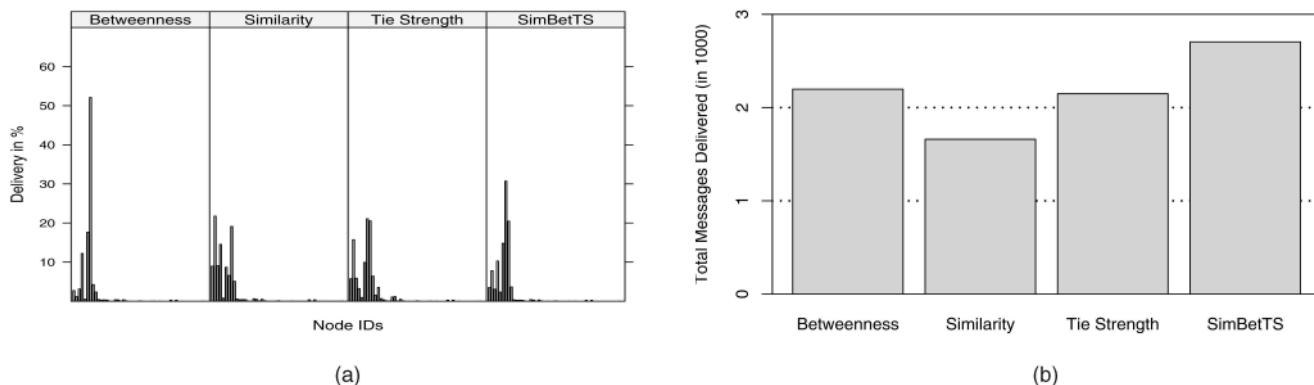 Betweenness Similarity Tie Strength SimBetTS
60
50
40
30
20
10
Delivery in %
Node IDs
(a)
3
2
1
0
Total Messages Delivered (in 1000)
Betweenness Similarity Tie Strength SimBetTS
(b)